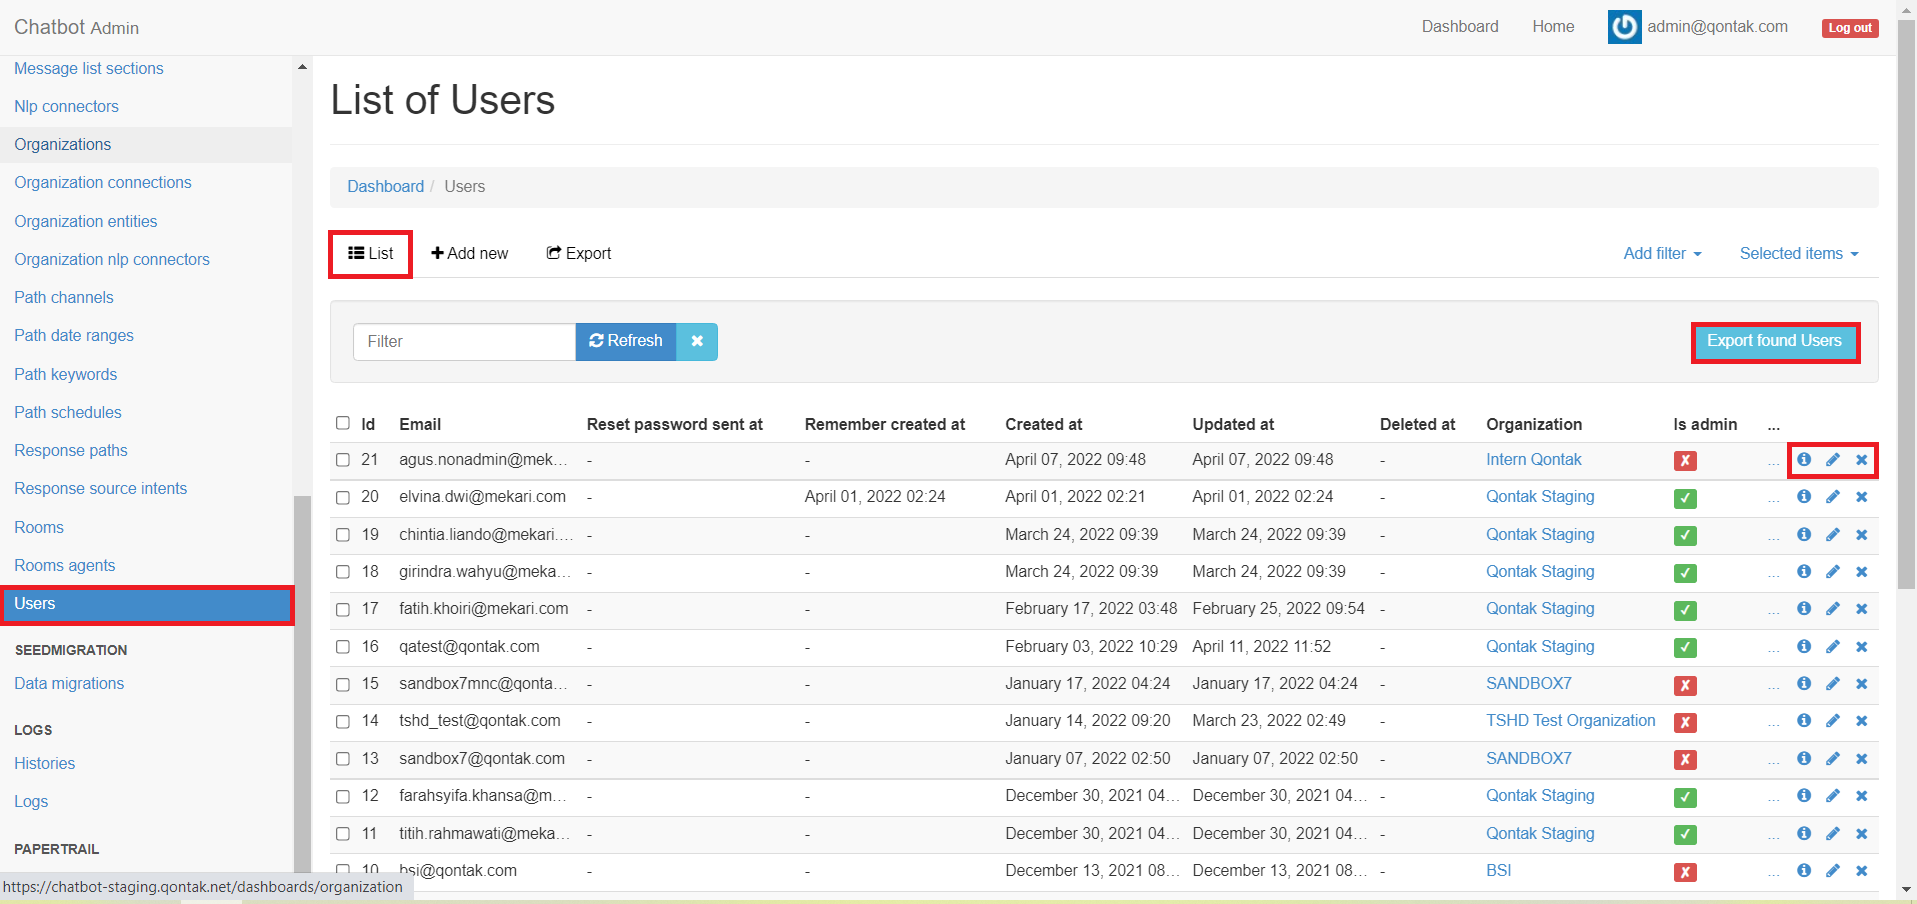 Chatbot Admin
Dashboard Home admin@qontak.com Log out
Message list sections
Nlp connectors
Organizations
Organization connections
Organization entities
Organization nlp connectors
Path channels
Path date ranges
Path keywords
Path schedules
Response paths
Response source intents
Rooms
Rooms agents
Users
SEEDMIGRATION
Data migrations
LOGS
Histories
Logs
PAPERTRAIL
https://chatbot-staging.qontak.net/dashboards/organization
List of Users
Dashboard / Users
List Add new Export Add filter Selected items
Filter Refresh Export found Users
Id Email Reset password sent at Remember created at Created at Updated at Deleted at Organization Is admin ...
21 agus.nonadmin@mek... - - April 07, 2022 09:48 April 07, 2022 09:48 - Intern Qontak ✗ ...
20 elvina.dwi@mekari.com - April 01, 2022 02:24 April 01, 2022 02:21 April 01, 2022 02:24 - Qontak Staging ✓ ...
19 chintia.liando@mekari.... - - March 24, 2022 09:39 March 24, 2022 09:39 - Qontak Staging ✓ ...
18 girindra.wahyu@meka... - - March 24, 2022 09:39 March 24, 2022 09:39 - Qontak Staging ✓ ...
17 fatih.khoiri@mekari.com - - February 17, 2022 03:48 February 25, 2022 09:54 - Qontak Staging ✓ ...
16 qatest@qontak.com - - February 03, 2022 10:29 April 11, 2022 11:52 - Qontak Staging ✓ ...
15 sandbox7mnc@qonta... - - January 17, 2022 04:24 January 17, 2022 04:24 - SANDBOX7 ✗ ...
14 tshd_test@qontak.com - - January 14, 2022 09:20 March 23, 2022 02:49 - TSHD Test Organization ✗ ...
13 sandbox7@qontak.com - - January 07, 2022 02:50 January 07, 2022 02:50 - SANDBOX7 ✗ ...
12 farahsyifa.khansa@m... - - December 30, 2021 04... December 30, 2021 04... - Qontak Staging ✓ ...
11 titih.rahmawati@meka... - - December 30, 2021 04... December 30, 2021 04... - Qontak Staging ✓ ...
10 bsi@qontak.com - - December 13, 2021 08... December 13, 2021 08... - BSI ✗ ...